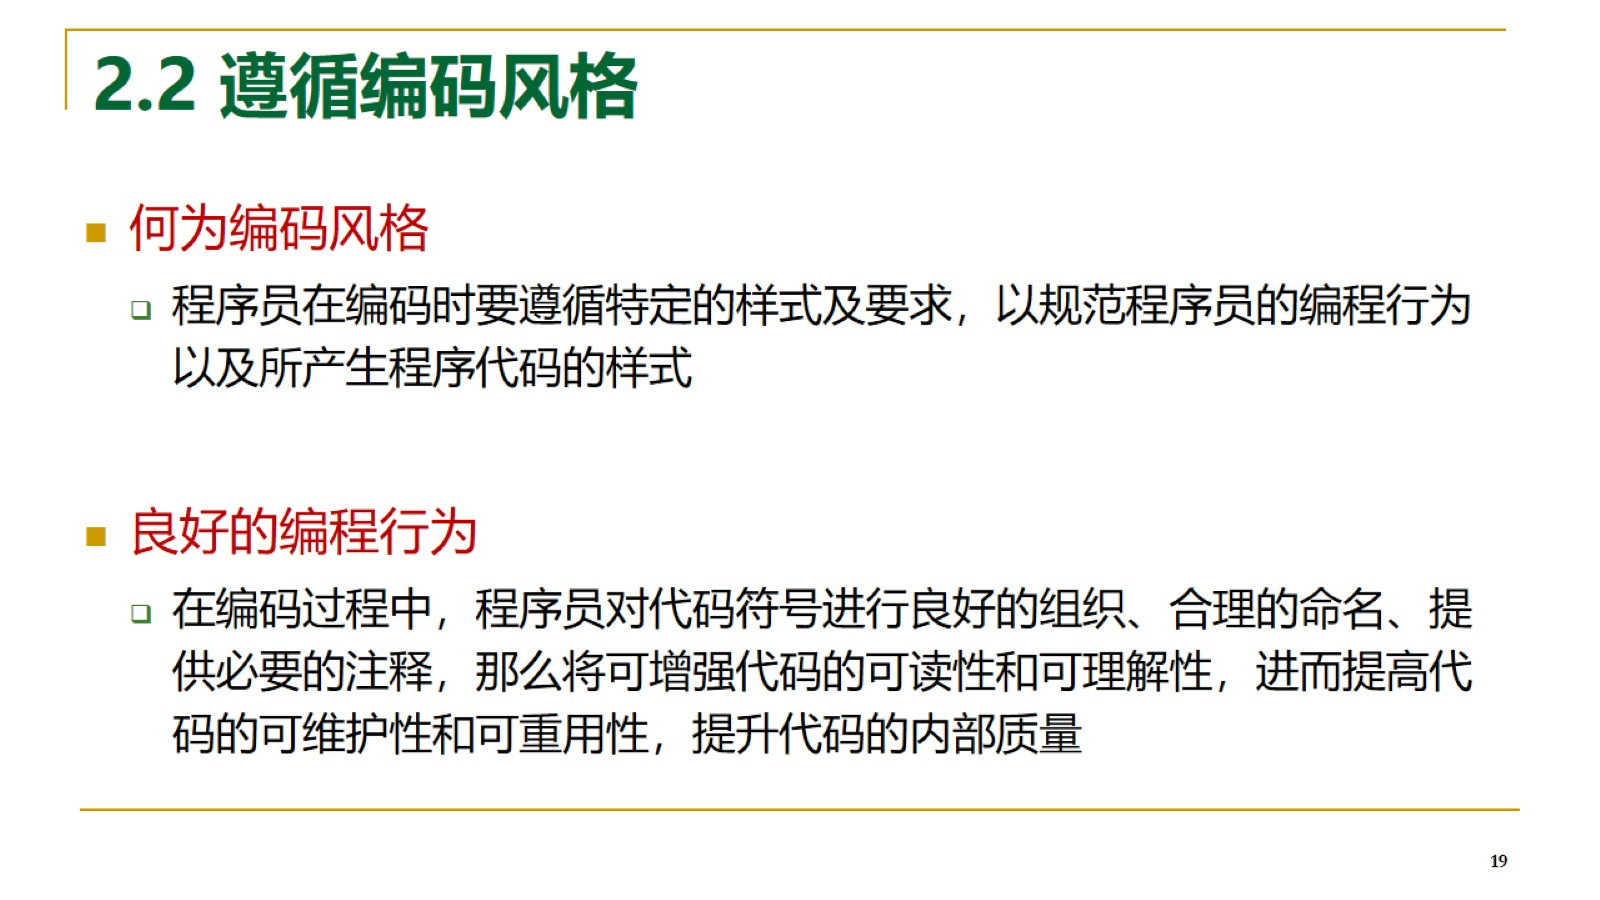 2.2 遵循编码风格
何为编码风格
程序员在编码时要遵循特定的样式及要求，以规范程序员的编程行为
以及所产生程序代码的样式
良好的编程行为
在编码过程中，程序员对代码符号进行良好的组织、合理的命名、提
供必要的注释，那么将可增强代码的可读性和可理解性，进而提高代
码的可维护性和可重用性，提升代码的内部质量
19